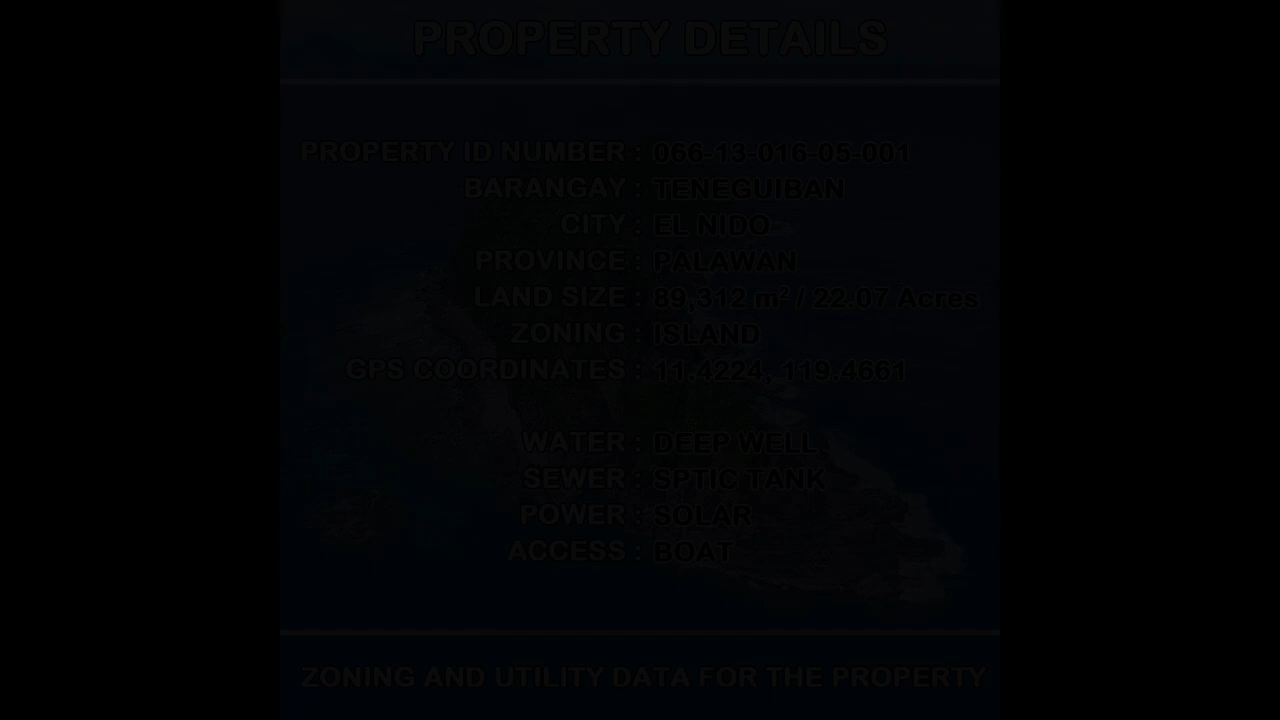 PROPERTY DETAILS
PROPERTY ID NUMBER : 066-13-016-05-001
BARANGAY : TENEGUIBAN
CITY : EL NIDO
PROVINCE : PALAWAN
LAND SIZE : 89,312 m² / 22.07 Acres
ZONING : ISLAND
GPS COORDINATES : 11.4224, 119.4661
WATER : DEEP WELL
SEWER : SPTIC TANK
POWER : SOLAR
ACCESS : BOAT
ZONING AND UTILITY DATA FOR THE PROPERTY